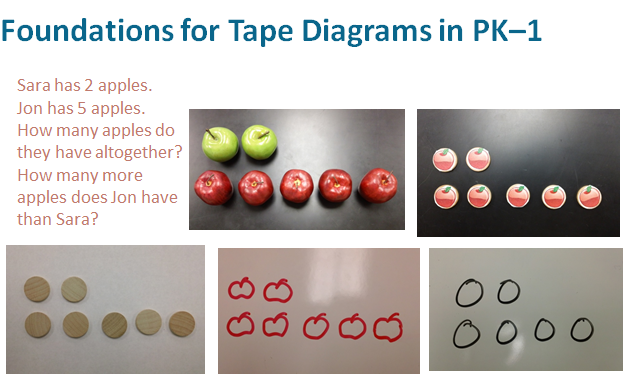 Foundations for Tape Diagrams in PK–1
Sara has 2 apples.
Jon has 5 apples.
How many apples do
they have altogether?
How many more
apples does Jon have
than Sara?